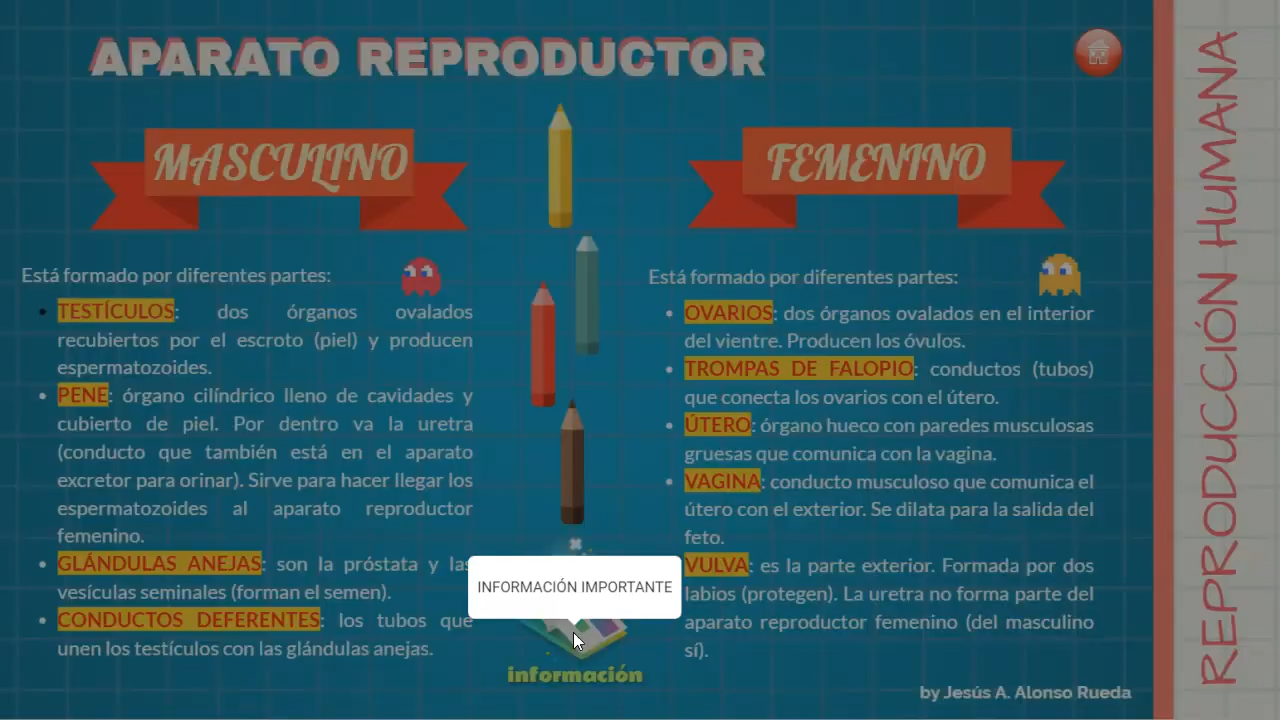 APARATO REPRODUCTOR
MASCULINO
Está formado por diferentes partes:
TESTÍCULOS: dos órganos ovalados
recubiertos por el escroto (piel) y producen
espermatozoides.
PENE: órgano cilíndrico lleno de cavidades y
cubierto de piel. Por dentro va la uretra
(conducto que también está en el aparato
excretor para orinar). Sirve para hacer llegar los
espermatozoides al aparato reproductor
femenino.
GLÁNDULAS ANEJAS: son la próstata y las
vesículas seminales (forman el semen).
CONDUCTOS DEFERENTES: los tubos que
unen los testículos con las glándulas anejas.
INFORMACIÓN IMPORTANTE
información
FEMENINO
Está formado por diferentes partes:
OVARIOS: dos órganos ovalados en el interior
del vientre. Producen los óvulos.
TROMPAS DE FALOPIO: conductos (tubos)
que conecta los ovarios con el útero.
ÚTERO: órgano hueco con paredes musculosas
gruesas que comunica con la vagina.
VAGINA: conducto musculoso que comunica el
útero con el exterior. Se dilata para la salida del
feto.
VULVA: es la parte exterior. Formada por dos
labios (protegen). La uretra no forma parte del
aparato reproductor femenino (del masculino
sí).
by Jesús A. Alonso Rueda
REPRODUCCIÓN HUMANA